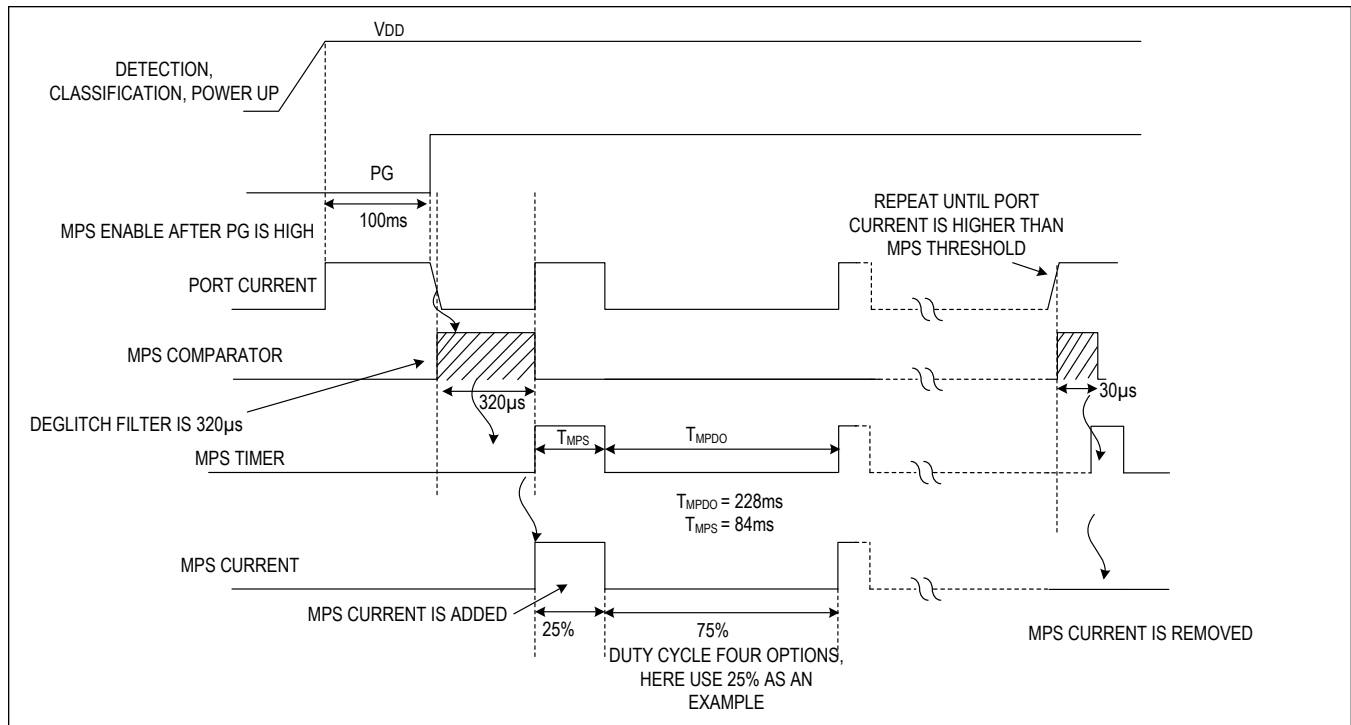 VDD
DETECTION,
CLASSIFICATION, POWER UP
PG
100ms
MPS ENABLE AFTER PG IS HIGH
REPEAT UNTIL PORT
CURRENT IS HIGHER THAN
MPS THRESHOLD
PORT CURRENT
MPS COMPARATOR
320µs
30µs
DEGLITCH FILTER IS 320µs
TMPS
TMPDO
MPS TIMER
TMPDO = 228ms
TMPS = 84ms
MPS CURRENT
MPS CURRENT IS ADDED
25%
75%
MPS CURRENT IS REMOVED
DUTY CYCLE FOUR OPTIONS,
HERE USE 25% AS AN
EXAMPLE